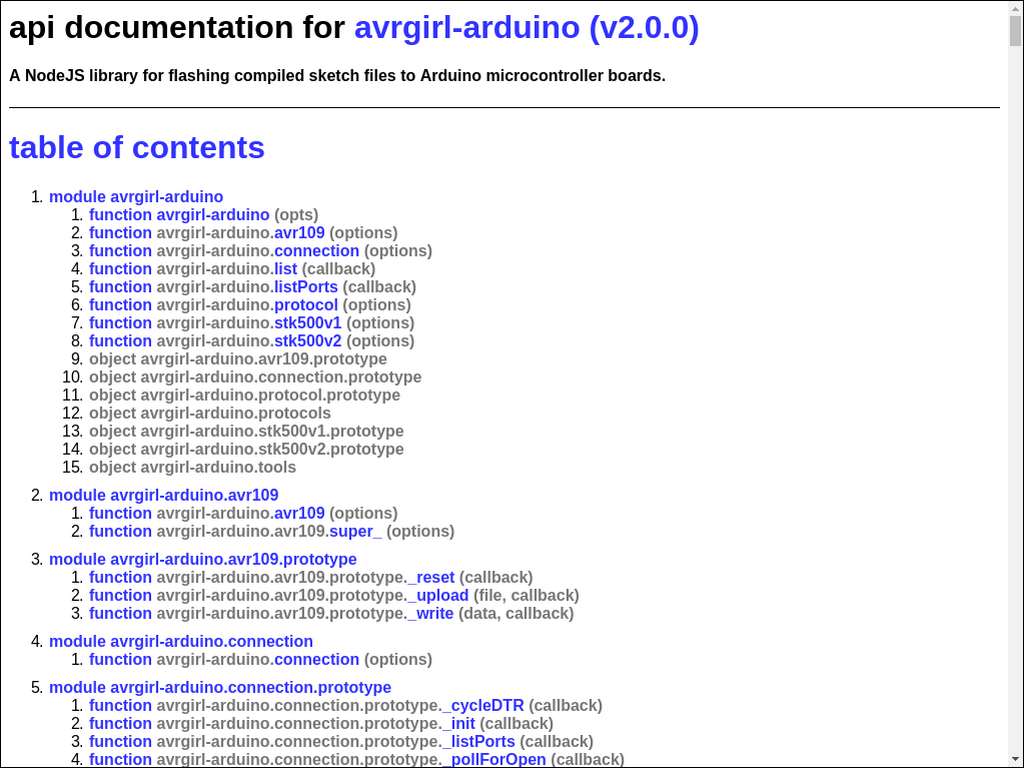 api documentation for avrgirl-arduino (v2.0.0)
A NodeJS library for flashing compiled sketch files to Arduino microcontroller boards.
table of contents
1. module avrgirl-arduino
1. function avrgirl-arduino (opts)
2. function avrgirl-arduino.avr109 (options)
3. function avrgirl-arduino.connection (options)
4. function avrgirl-arduino.list (callback)
5. function avrgirl-arduino.listPorts (callback)
6. function avrgirl-arduino.protocol (options)
7. function avrgirl-arduino.stk500v1 (options)
8. function avrgirl-arduino.stk500v2 (options)
9. object avrgirl-arduino.avr109.prototype
10. object avrgirl-arduino.connection.prototype
11. object avrgirl-arduino.protocol.prototype
12. object avrgirl-arduino.protocols
13. object avrgirl-arduino.stk500v1.prototype
14. object avrgirl-arduino.stk500v2.prototype
15. object avrgirl-arduino.tools
2. module avrgirl-arduino.avr109
1. function avrgirl-arduino.avr109 (options)
2. function avrgirl-arduino.avr109.super_ (options)
3. module avrgirl-arduino.avr109.prototype
1. function avrgirl-arduino.avr109.prototype._reset (callback)
2. function avrgirl-arduino.avr109.prototype._upload (file, callback)
3. function avrgirl-arduino.avr109.prototype._write (data, callback)
4. module avrgirl-arduino.connection
1. function avrgirl-arduino.connection (options)
5. module avrgirl-arduino.connection.prototype
1. function avrgirl-arduino.connection.prototype._cycleDTR (callback)
2. function avrgirl-arduino.connection.prototype._init (callback)
3. function avrgirl-arduino.connection.prototype._listPorts (callback)
4. function avrgirl-arduino.connection.prototype._pollForOpen (callback)